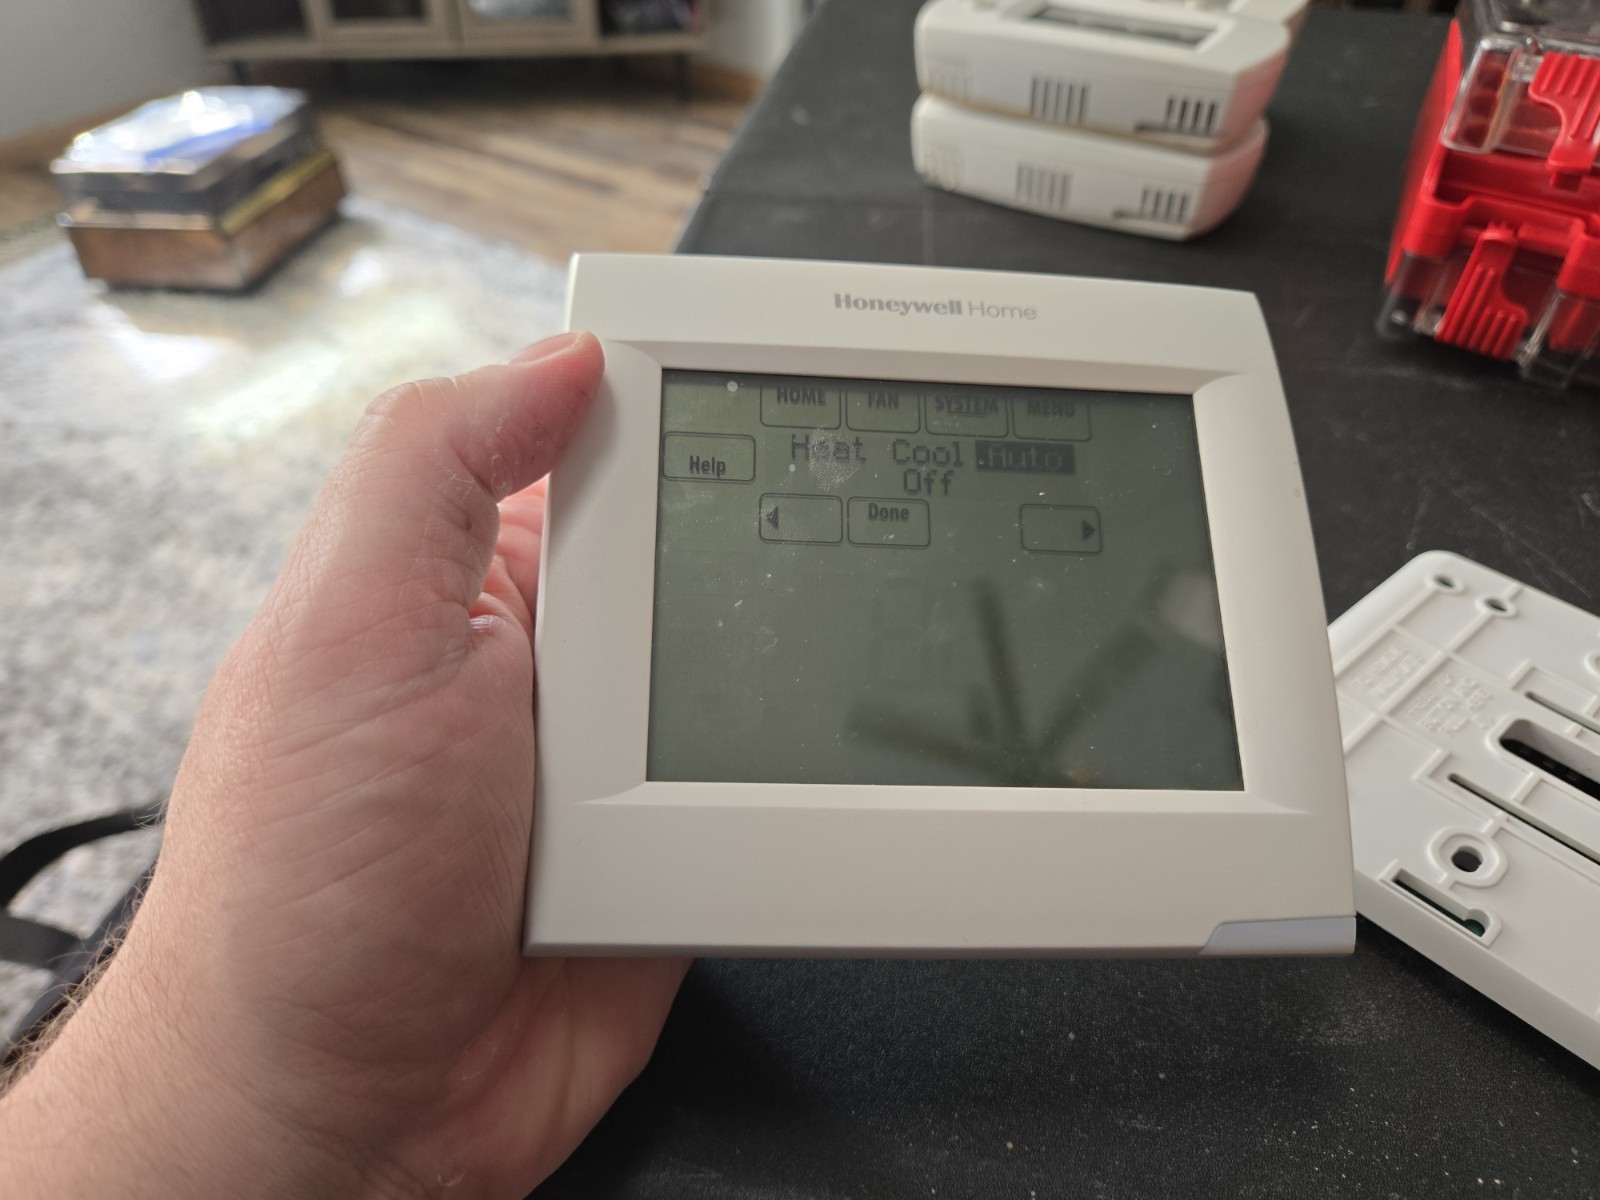 Honeywell Home
HOME FAN SYSTEM MENU
Help
Heat Cool Auto
Off
Done